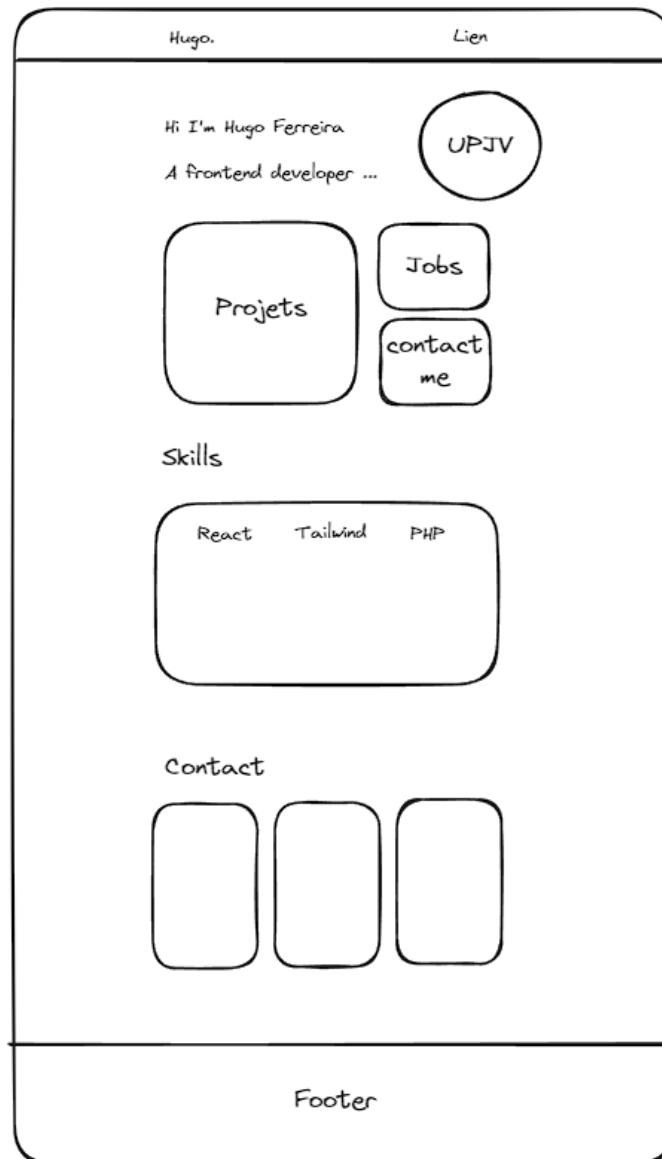 Hugo.
Lien
Hi I'm Hugo Ferreira
A frontend developer ...
UPJV
Projets
Jobs
contact
me
Skills
React
Tailwind
PHP
Contact
Footer